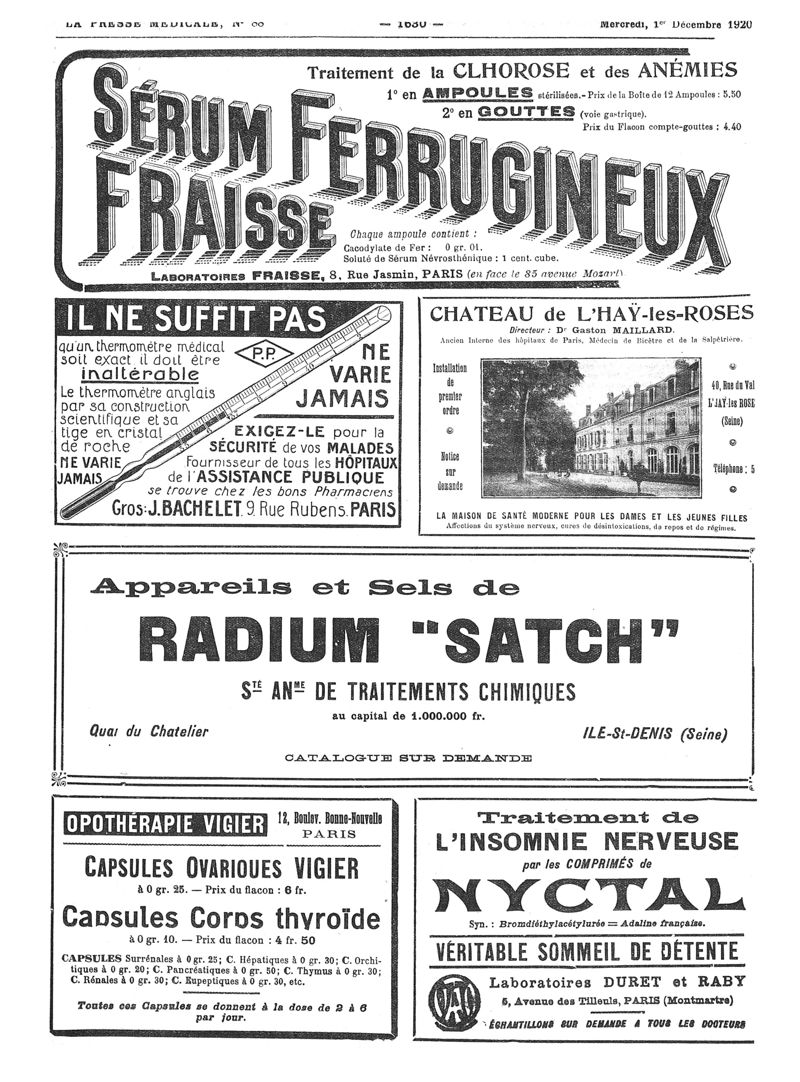 LA PRESSE MÉDICALE, N° 88
— 1630 —
Mercredi, 1er Décembre 1920
Traitement de la CLHOROSE et des ANÉMIES
1° en AMPOULES stérilisées.- Prix de la Boîte de 12 Ampoules : 5.50
2° en GOUTTES (voie gastrique).
Prix du Flacon compte-gouttes : 4.40
SÉRUM FERRUGINEUX
FRAISSE
Chaque ampoule contient :
Cacodylate de Fer : 0 gr. 01.
Soluté de Sérum Névrosthénique : 1 cent. cube.
LABORATOIRES FRAISSE, 8, Rue Jasmin, PARIS (en face le 85 avenue Mozart).
IL NE SUFFIT PAS
qu'un thermomètre médical
soit exact il doit être
inaltérable
Le thermomètre anglais
par sa construction
scientifique et sa
tige en cristal
de roche
NE VARIE
JAMAIS
P.P.
NE
VARIE
JAMAIS
EXIGEZ-LE pour la
SÉCURITÉ de vos MALADES
Fournisseur de tous les HÔPITAUX
de l'ASSISTANCE PUBLIQUE
se trouve chez les bons Pharmaciens
Gros: J. BACHELET. 9. Rue Rubens. PARIS
CHATEAU de L'HAŸ-les-ROSES
Directeur : Dr Gaston MAILLARD.
Ancien Interne des hôpitaux de Paris, Médecin de Bicêtre et de la Salpêtrière.
Installation
de
premier
ordre
Notice
sur
demande
40, Rue du Val
L'JAŸ-les ROSE
(Seine)
Téléphone : 5
LA MAISON DE SANTÉ MODERNE POUR LES DAMES ET LES JEUNES FILLES
Affections du système nerveux, cures de désintoxications, de repos et de régimes.
Appareils et Sels de
RADIUM "SATCH"
STÉ ANME DE TRAITEMENTS CHIMIQUES
au capital de 1.000.000 fr.
Quai du Chatelier
ILE-St-DENIS (Seine)
CATALOGUE SUR DEMANDE
OPOTHÉRAPIE VIGIER
12, Boulev. Bonne-Nouvelle
PARIS
CAPSULES OVARIQUES VIGIER
à 0 gr. 25. — Prix du flacon : 6 fr.
Capsules Corps thyroïde
à 0 gr. 10. — Prix du flacon : 4 fr. 50
CAPSULES Surrénales à 0 gr. 25; C. Hépatiques à 0 gr. 30; C. Orchi-
tiques à 0 gr. 20; C. Pancréatiques à 0 gr. 50; C. Thymus à 0 gr. 30;
C. Rénales à 0 gr. 30; C. Eupeptiques à 0 gr. 30, etc.
Toutes ces Capsules se donnent à la dose de 2 à 6
par jour.
Traitement de
L'INSOMNIE NERVEUSE
par les COMPRIMÉS de
NYCTAL
Syn. : Bromdiéthylacétylurée = Adaline française.
VÉRITABLE SOMMEIL DE DÉTENTE
Laboratoires DURET et RABY
5, Avenue des Tilleuls, PARIS (Montmartre)
ÉCHANTILLONS SUR DEMANDE A TOUS LES DOCTEURS